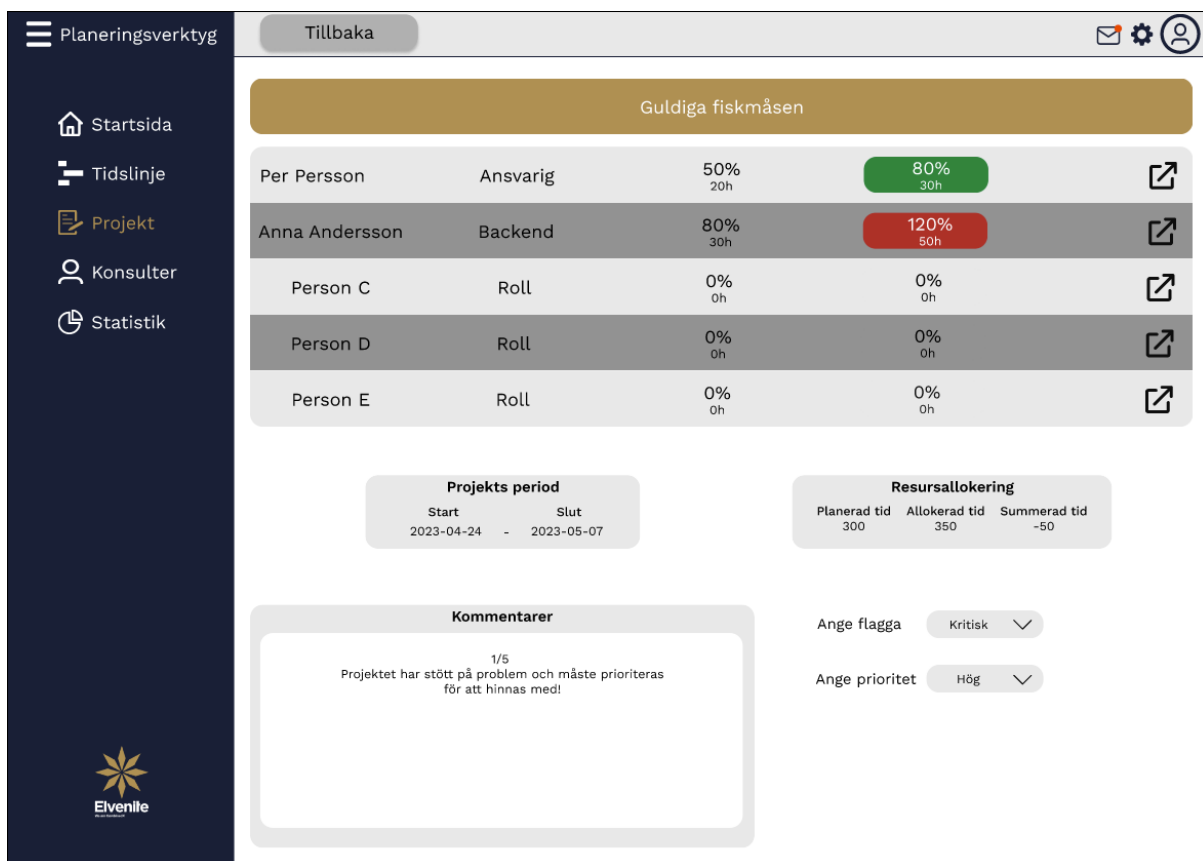 Planeringsverktyg
Tillbaka
Startsida
Tidslinje
Projekt
Konsulter
Statistik
Elvenite
Guldiga fiskmåsen
Per Persson Ansvarig 50% 80%
20h 30h
Anna Andersson Backend 80% 120%
30h 50h
Person C Roll 0% 0%
0h 0h
Person D Roll 0% 0%
0h 0h
Person E Roll 0% 0%
0h 0h
Projekts period
Start Slut
2023-04-24 - 2023-05-07
Resursallokering
Planerad tid Allokerad tid Summerad tid
300 350 -50
Kommentarer
1/5
Projektet har stött på problem och måste prioriteras
för att hinnas med!
Ange flagga Kritisk
Ange prioritet Hög